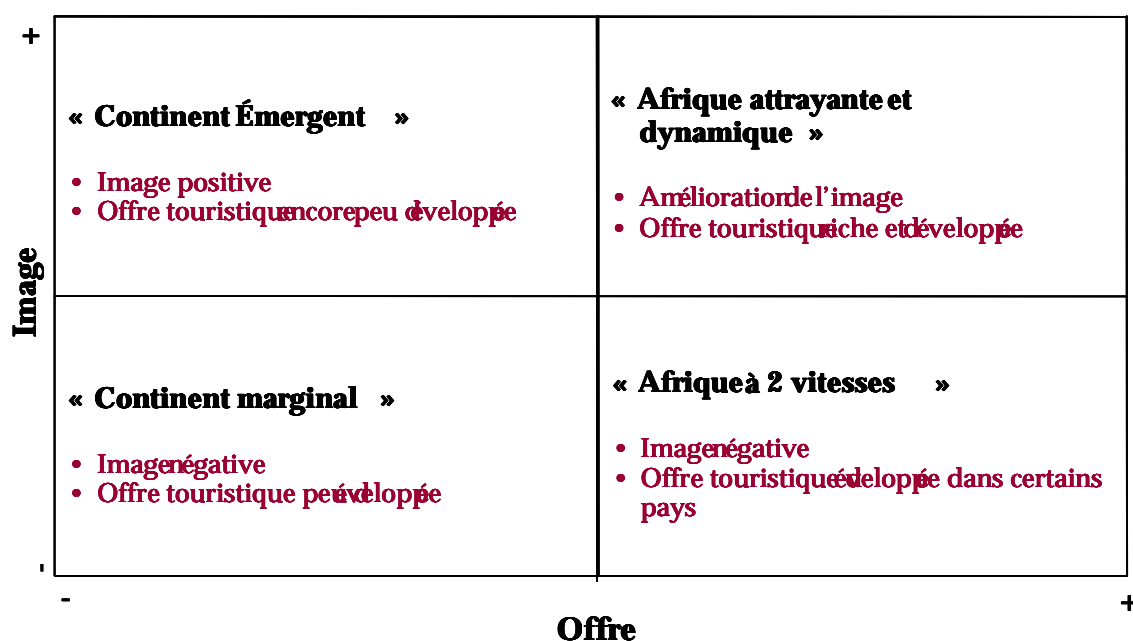 +
« Continent Émergent »
• Image positive
• Offre touristique encore peu développée
« Afrique attrayante et
dynamique »
• Amélioration de l'image
• Offre touristique riche et développée
Image
« Continent marginal »
• Image négative
• Offre touristique peu développée
« Afrique à 2 vitesses »
• Image négative
• Offre touristique développée dans certains
pays
-
-
+
Offre